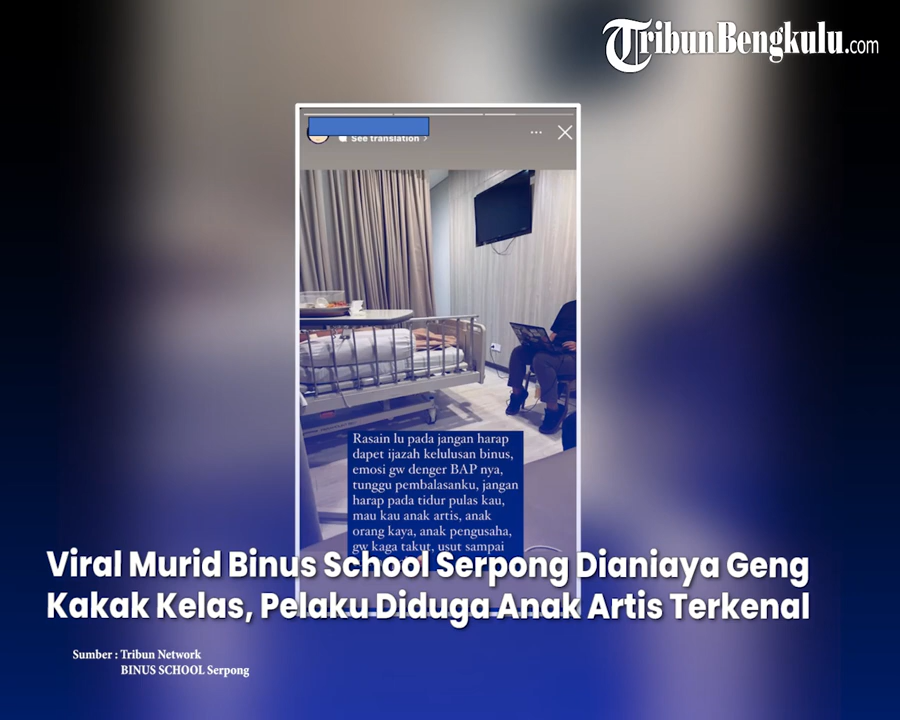 TribunBengkulu.com
See translation
Rasain lu pada jangan harap
dapet ijazah kelulusan binus,
emosi gw denger BAP nya,
tunggu pembalasanku, jangan
harap pada tidur pulas kau,
mau kau anak artis, anak
orang kaya, anak pengusaha,
gw kaga takut, usut sampai
Viral Murid Binus School Serpong Dianiaya Geng
Kakak Kelas, Pelaku Diduga Anak Artis Terkenal
Sumber : Tribun Network
BINUS SCHOOL Serpong